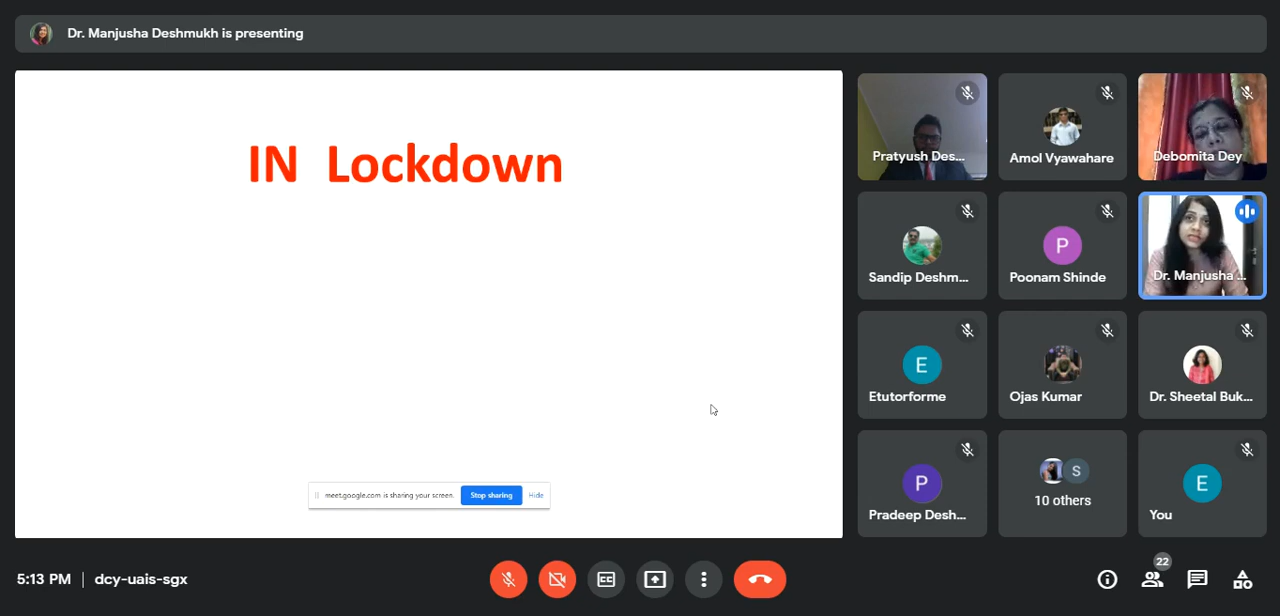 Dr. Manjusha Deshmukh is presenting
IN Lockdown
meet.google.com is sharing your screen. Stop sharing Hide
Pratyush Des...
Amol Vyawahare
Debomita Dey
Sandip Deshm...
P
Poonam Shinde
Dr. Manjusha ...
E
Etutorforme
Ojas Kumar
Dr. Sheetal Buk...
P
Pradeep Desh...
S
10 others
E
You
5:13 PM | dcy-uais-sgx
CC
22